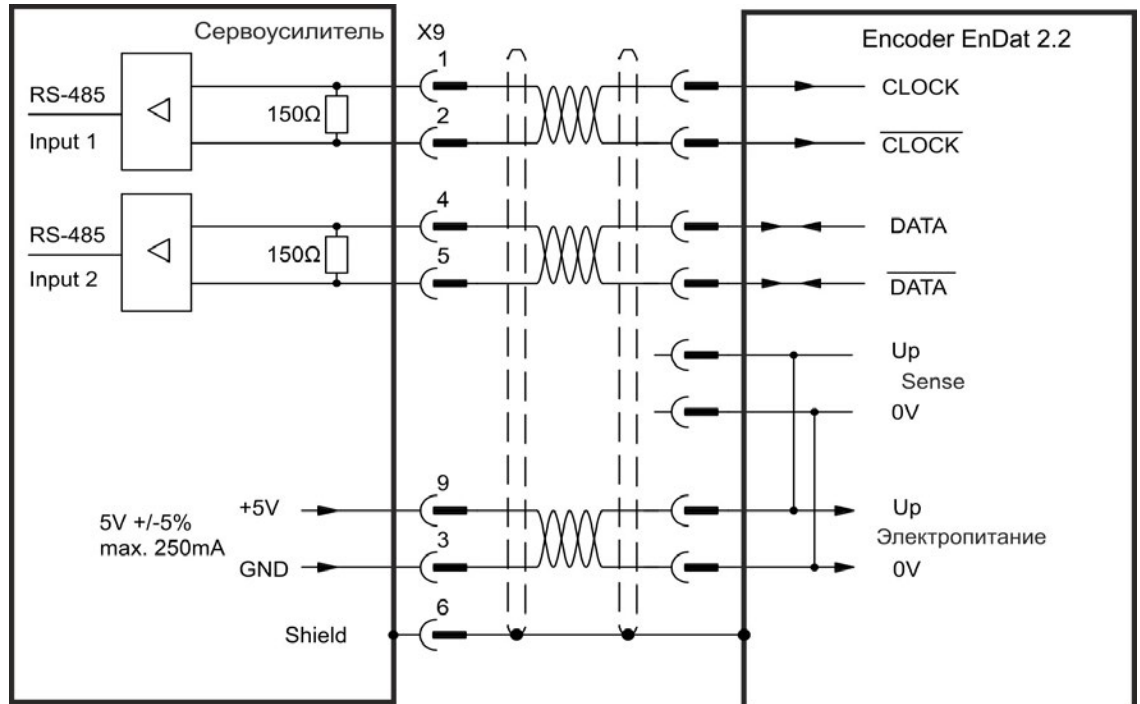 Сервоусилитель
X9
Encoder EnDat 2.2
RS-485
Input 1
150Ω
1
2
CLOCK
CLOCK
RS-485
Input 2
150Ω
4
5
DATA
DATA
Up
Sense
0V
5V +/-5%
max. 250mA
+5V
GND
9
3
Up
Электропитание
0V
Shield
6